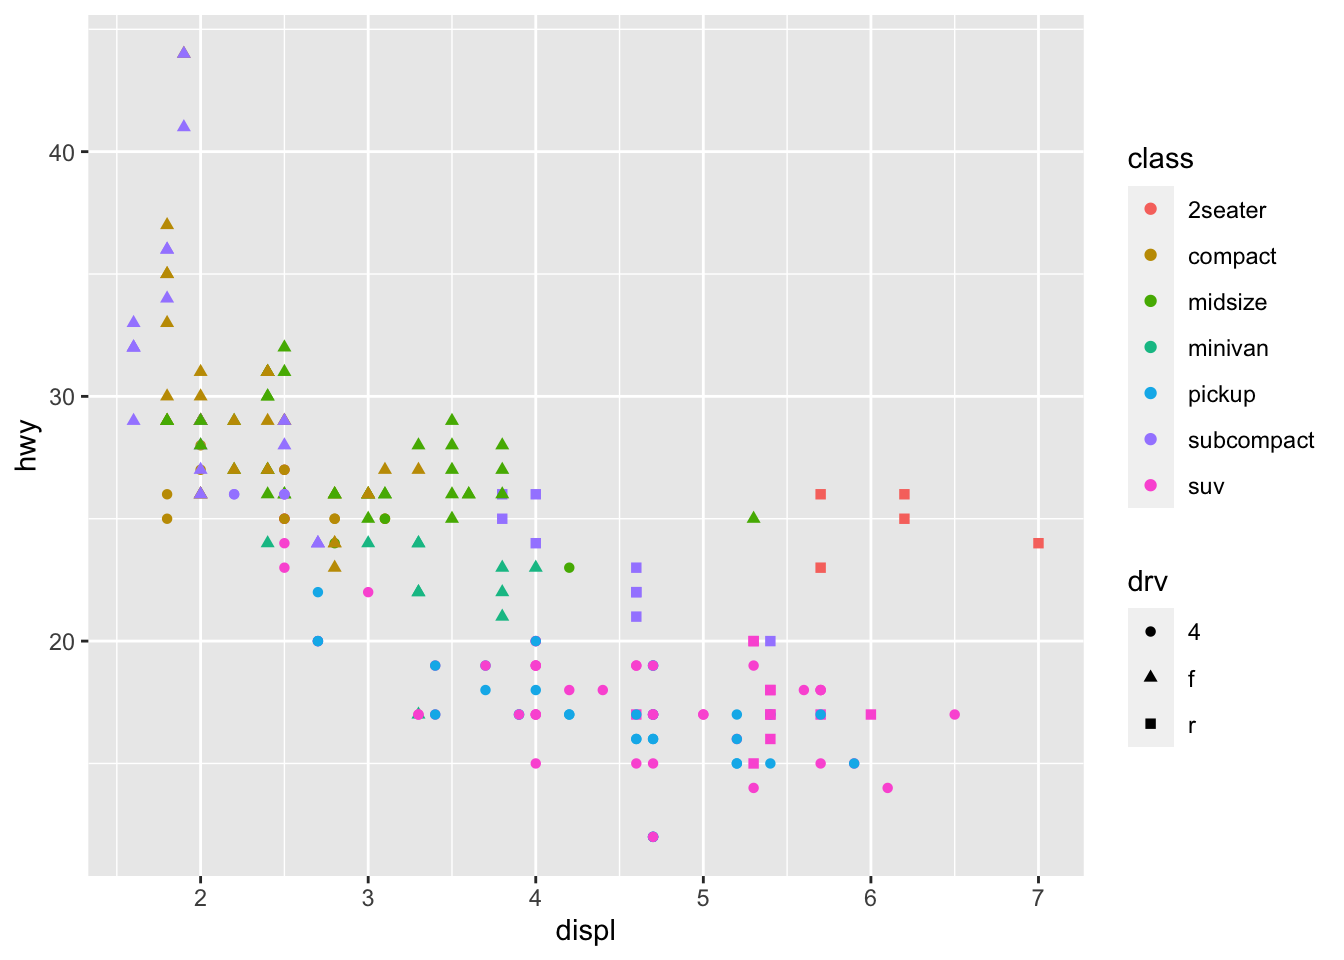 hwy
40
30
20
2 3 4 5 6 7
displ
class
2seater
compact
midsize
minivan
pickup
subcompact
suv
drv
4
f
r